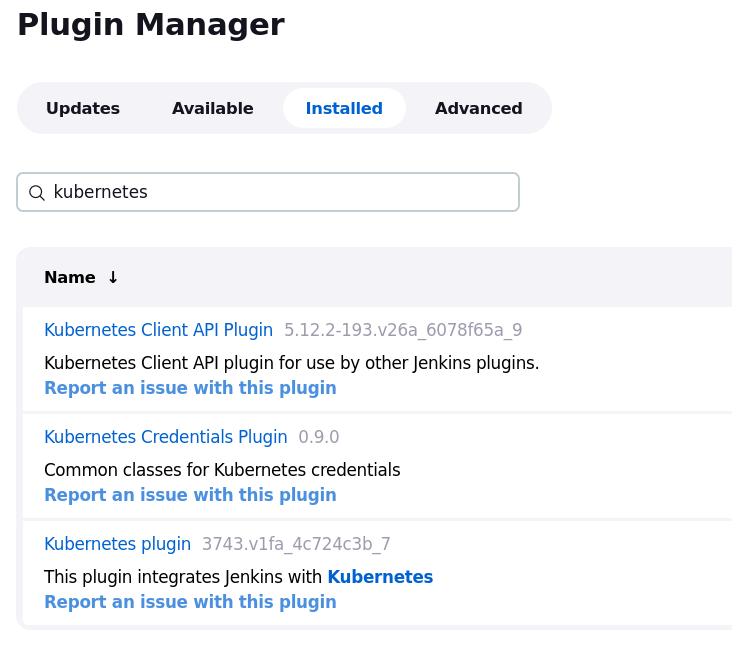 Plugin Manager
Updates Available Installed Advanced
kubernetes
Name ↓
Kubernetes Client API Plugin 5.12.2-193.v26a_6078f65a_9
Kubernetes Client API plugin for use by other Jenkins plugins.
Report an issue with this plugin
Kubernetes Credentials Plugin 0.9.0
Common classes for Kubernetes credentials
Report an issue with this plugin
Kubernetes plugin 3743.v1fa_4c724c3b_7
This plugin integrates Jenkins with Kubernetes
Report an issue with this plugin